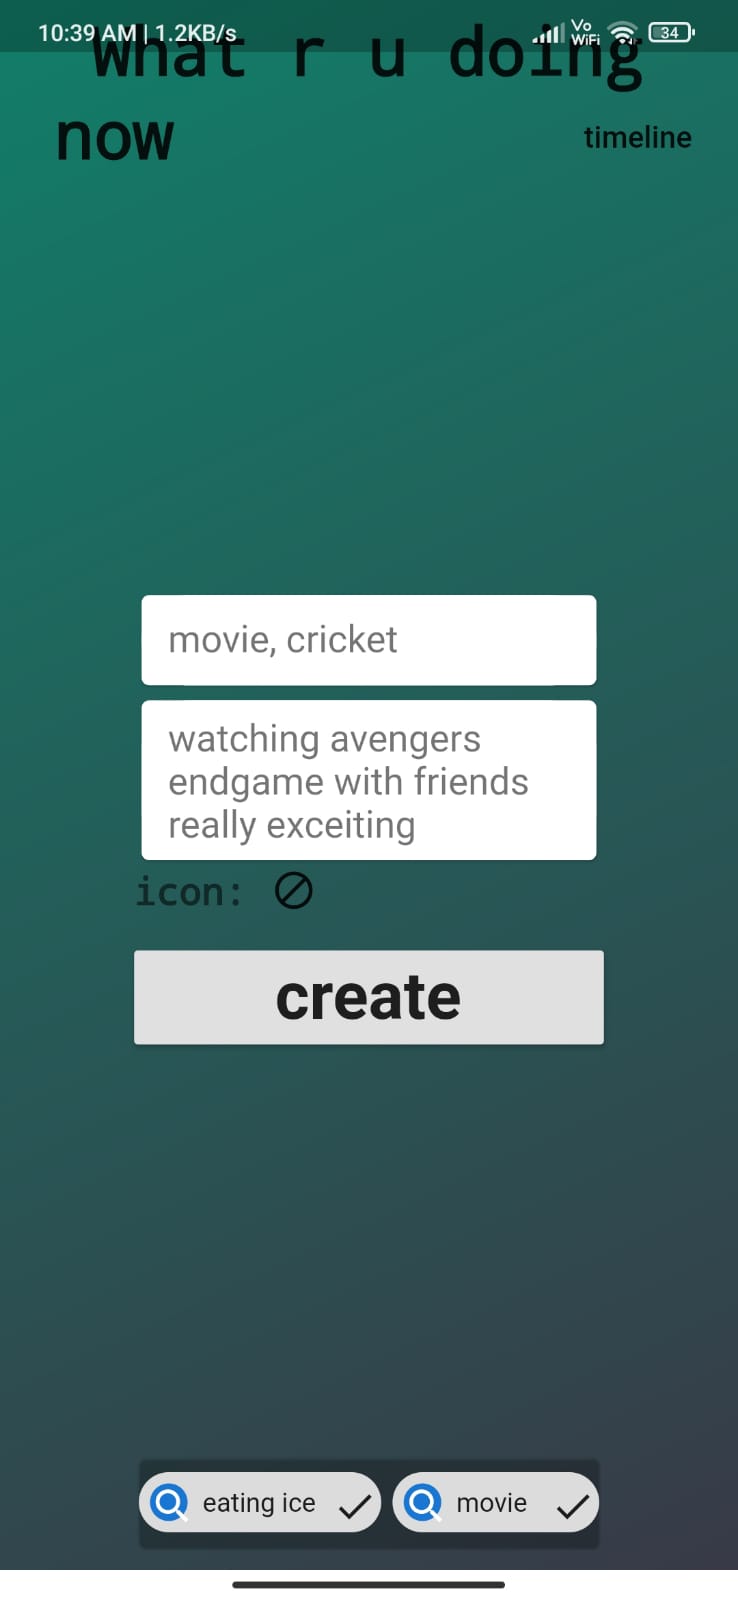 10:39 AM | 1.2KB/s Vo WiFi 34
What r u doing
now
timeline
movie, cricket
watching avengers
endgame with friends
really exceiting
icon:
create
eating ice
movie